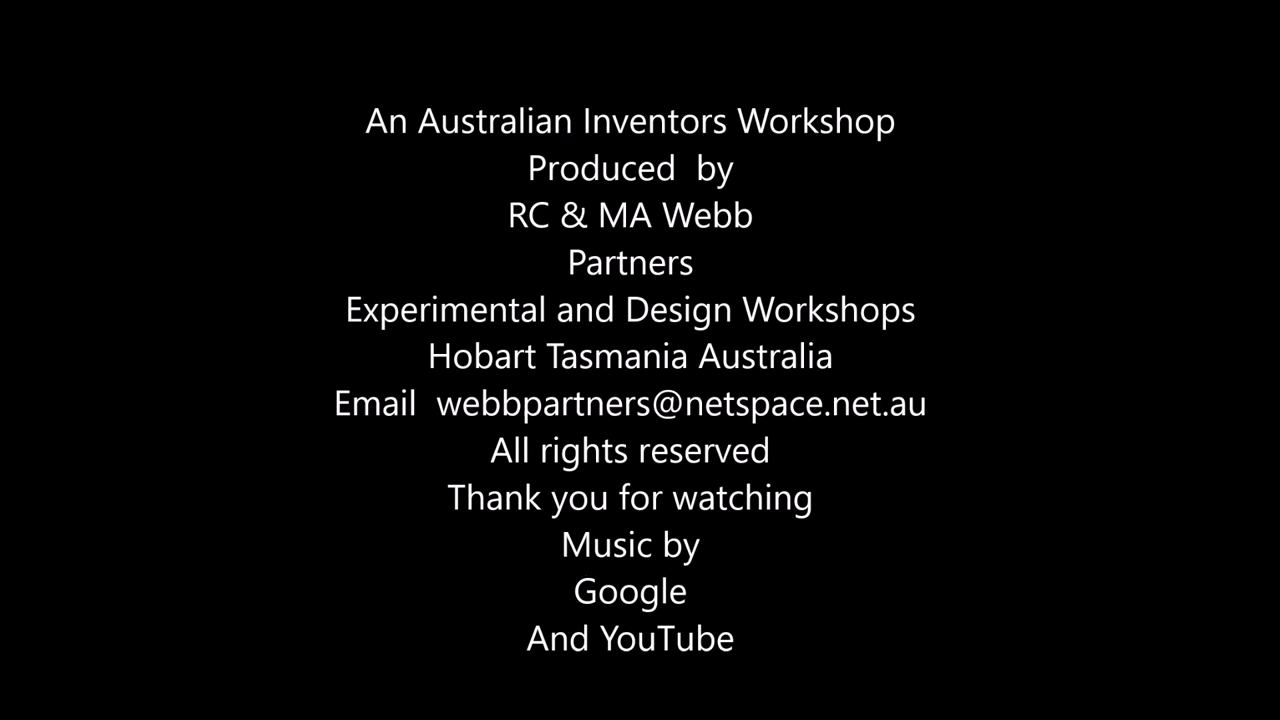 An Australian Inventors Workshop
Produced  by
RC & MA Webb
Partners
Experimental and Design Workshops
Hobart Tasmania Australia
Email  webbpartners@netspace.net.au
All rights reserved
Thank you for watching
Music by
Google
And YouTube